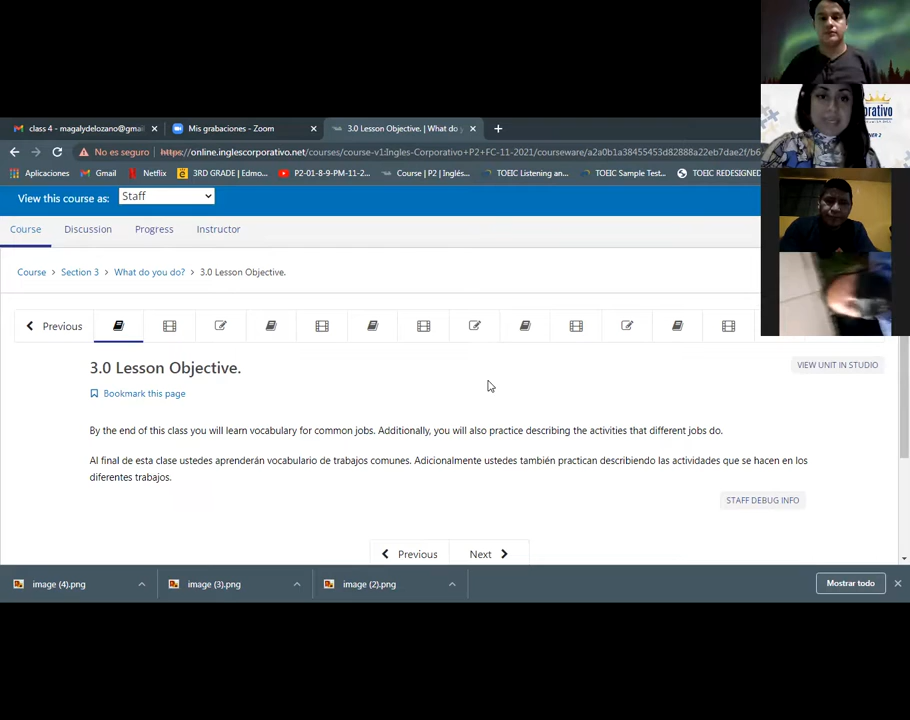 class 4 - magalydelozano@gmai
Mis grabaciones - Zoom
3.0 Lesson Objective. | What do y
No es seguro
https://online.inglescorporativo.net/courses/course-v1:Ingles-Corporativo+P2+FC-11-2021/courseware/a2a0b1a38455453d82888a22eb7dae2f/b6
Aplicaciones
Gmail
Netflix
3RD GRADE | Edmo...
P2-01-8-9-PM-11-2...
Course | P2 | Inglés...
TOEIC Listening an...
TOEIC Sample Test...
TOEIC REDESIGNED
View this course as:
Staff
Course
Discussion
Progress
Instructor
Course > Section 3 > What do you do? > 3.0 Lesson Objective.
Previous
3.0 Lesson Objective.
VIEW UNIT IN STUDIO
Bookmark this page
By the end of this class you will learn vocabulary for common jobs. Additionally, you will also practice describing the activities that different jobs do.
Al final de esta clase ustedes aprenderán vocabulario de trabajos comunes. Adicionalmente ustedes también practican describiendo las actividades que se hacen en los
diferentes trabajos.
STAFF DEBUG INFO
Previous
Next
image (4).png
image (3).png
image (2).png
Mostrar todo